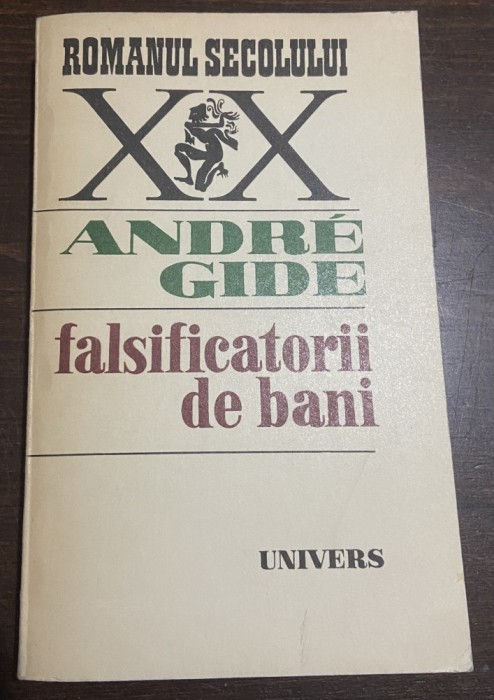 ROMANUL SECOLULUI
XX
ANDRÉ
GIDE
falsificatorii
de bani
UNIVERS